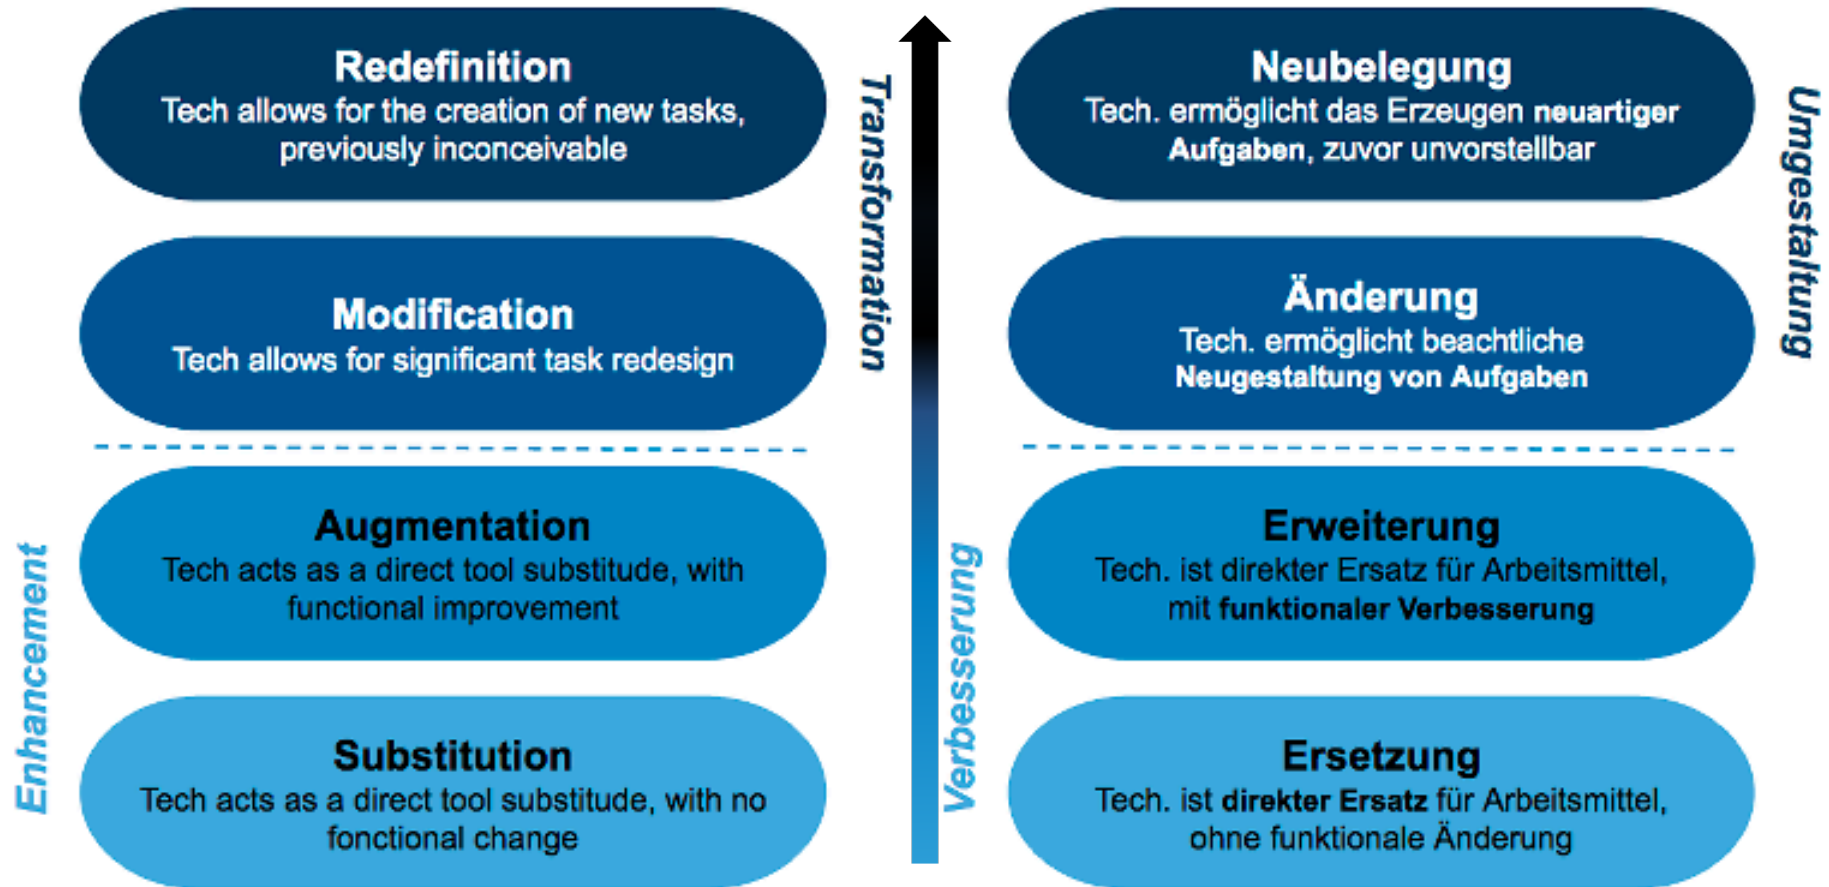 Redefinition
Tech allows for the creation of new tasks,
previously inconceivable
Modification
Tech allows for significant task redesign
Transformation
Augmentation
Tech acts as a direct tool substitude, with
functional improvement
Substitution
Tech acts as a direct tool substitude, with no
fonctional change
Enhancement
Neubelegung
Tech. ermöglicht das Erzeugen neuartiger
Aufgaben, zuvor unvorstellbar
Änderung
Tech. ermöglicht beachtliche
Neugestaltung von Aufgaben
Umgestaltung
Erweiterung
Tech. ist direkter Ersatz für Arbeitsmittel,
mit funktionaler Verbesserung
Ersetzung
Tech. ist direkter Ersatz für Arbeitsmittel,
ohne funktionale Änderung
Verbesserung